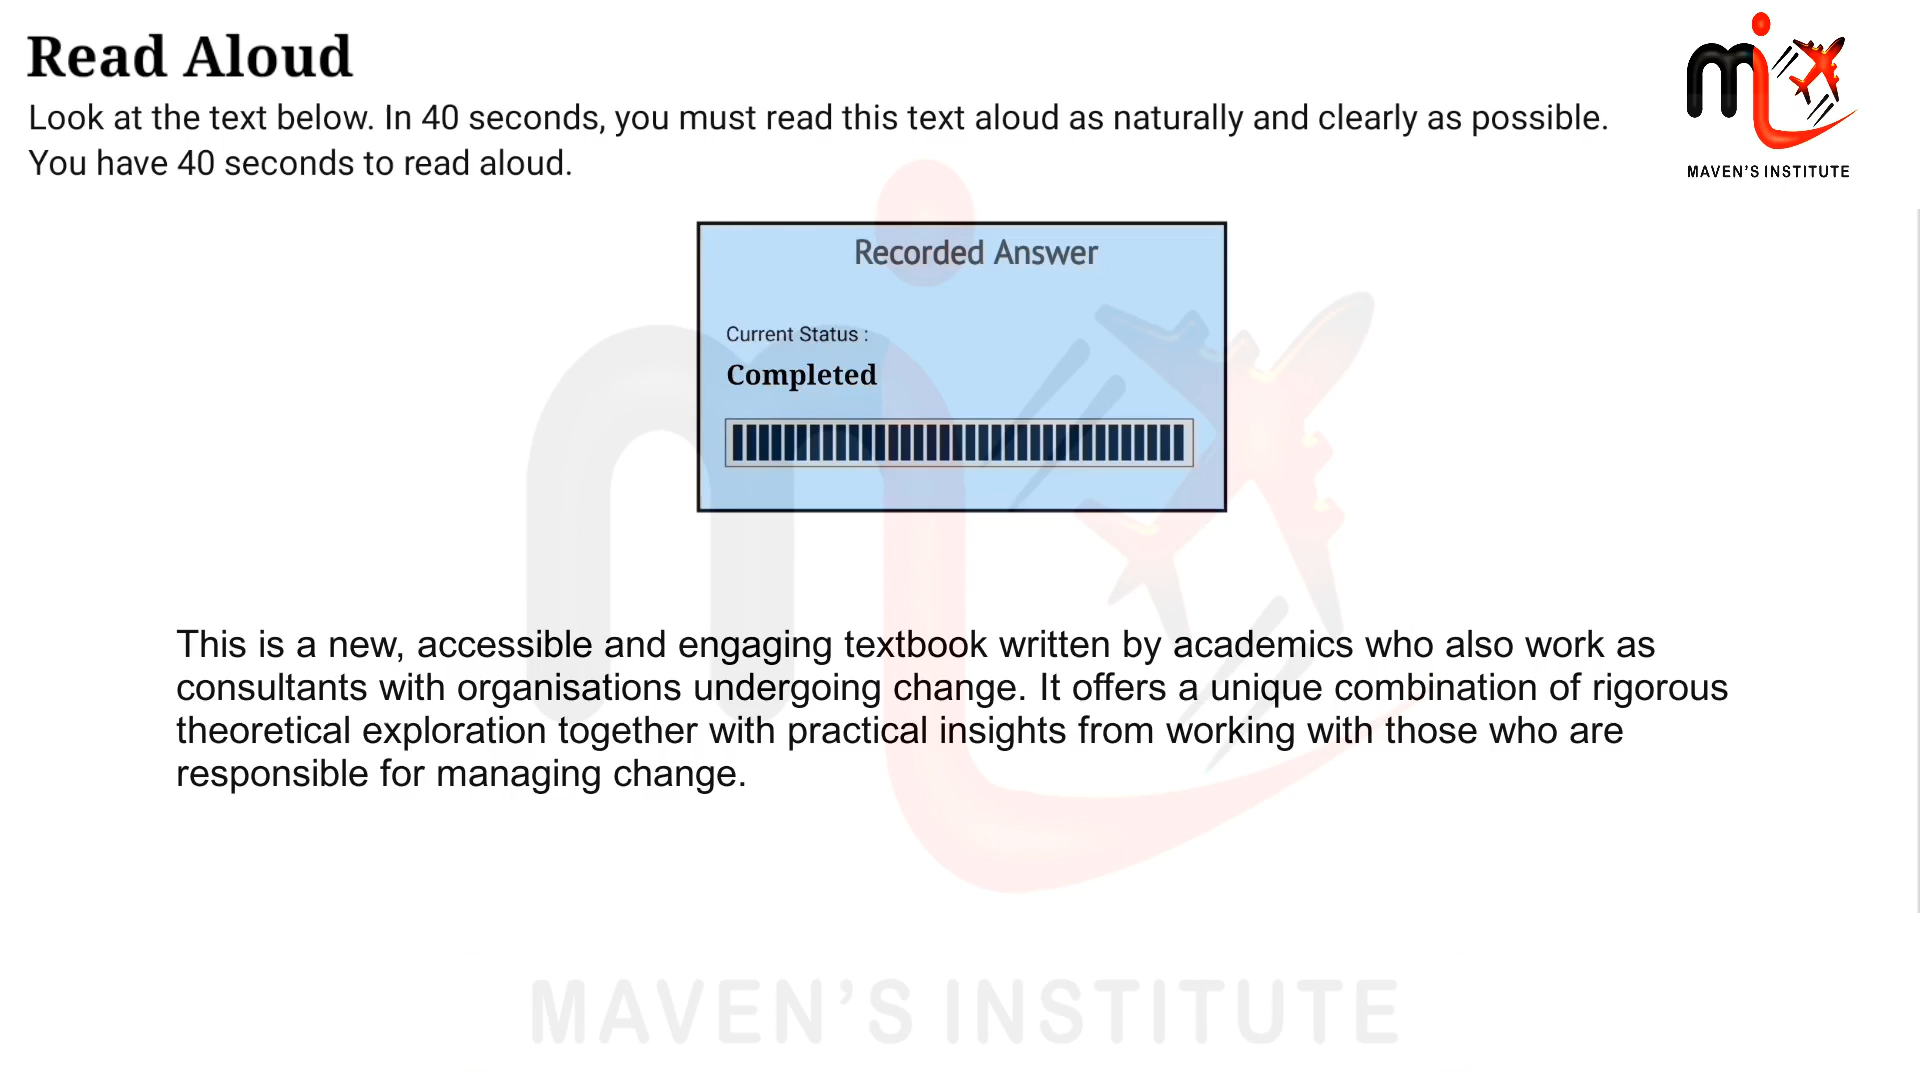 Read Aloud
Look at the text below. In 40 seconds, you must read this text aloud as naturally and clearly as possible.
You have 40 seconds to read aloud.
MAVEN'S INSTITUTE
Recorded Answer
Current Status :
Completed
This is a new, accessible and engaging textbook written by academics who also work as
consultants with organisations undergoing change. It offers a unique combination of rigorous
theoretical exploration together with practical insights from working with those who are
responsible for managing change.
MAVEN'S INSTITUTE